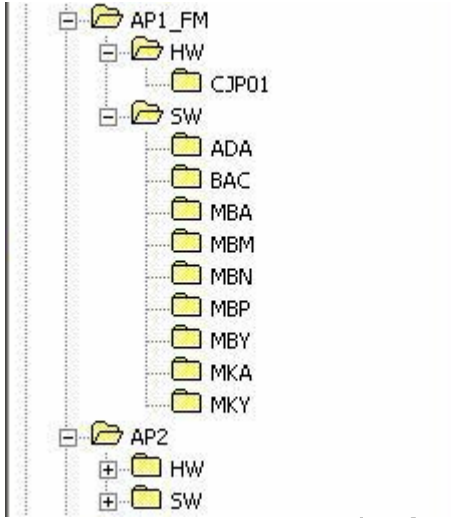 AP1_FM
HW
CJP01
SW
ADA
BAC
MBA
MBM
MBN
MBP
MBY
MKA
MKY
AP2
HW
SW